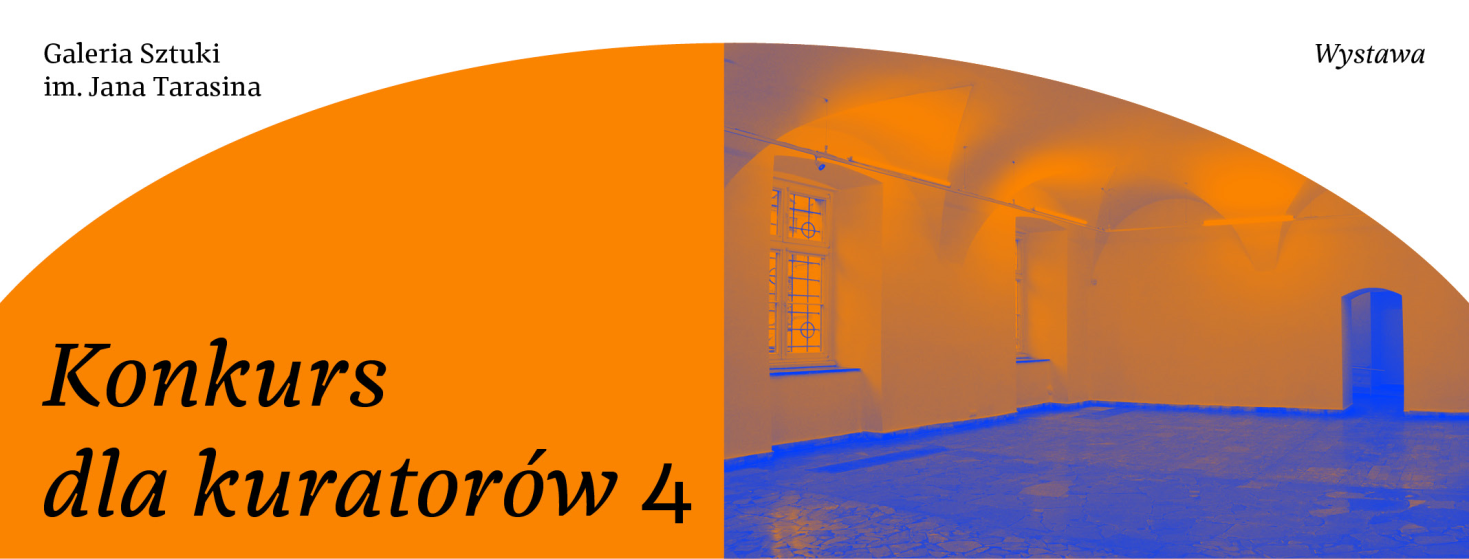 Galeria Sztuki
im. Jana Tarasina
Wystawa
Konkurs
dla kuratorów 4